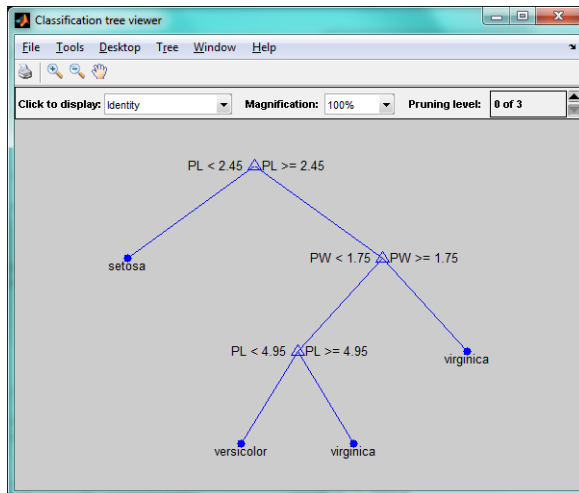 Classification tree viewer
File Tools Desktop Tree Window Help
Click to display: Identity Magnification: 100% Pruning level: 0 of 3
PL < 2.45 PL >= 2.45
setosa
PW < 1.75 PW >= 1.75
PL < 4.95 PL >= 4.95
virginica
versicolor
virginica